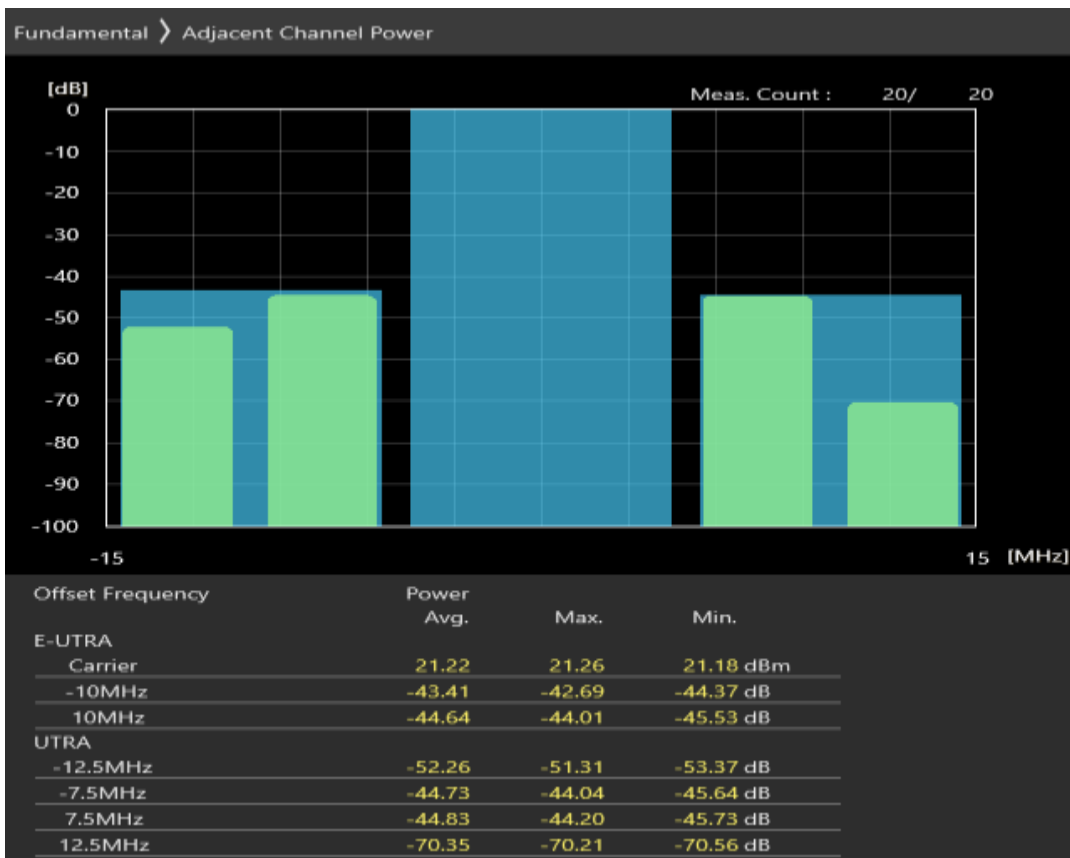 Fundamental 〉 Adjacent Channel Power
[dB]
Meas. Count : 20/ 20
0
-10
-20
-30
-40
-50
-60
-70
-80
-90
-100
-15 15 [MHz]
Offset Frequency Power
Avg. Max. Min.
E-UTRA
Carrier 21.22 21.26 21.18 dBm
-10MHz -43.41 -42.69 -44.37 dB
10MHz -44.64 -44.01 -45.53 dB
UTRA
-12.5MHz -52.26 -51.31 -53.37 dB
-7.5MHz -44.73 -44.04 -45.64 dB
7.5MHz -44.83 -44.20 -45.73 dB
12.5MHz -70.35 -70.21 -70.56 dB